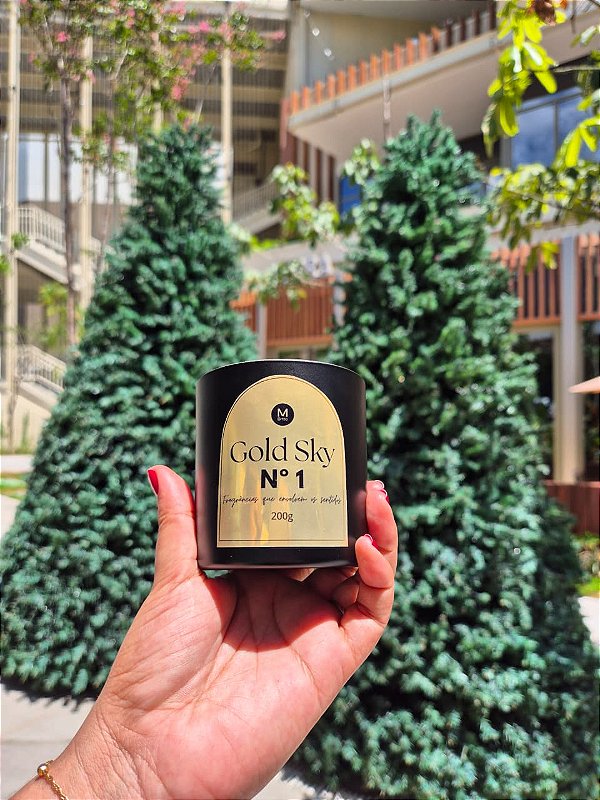 M
Gold Sky
Nº 1
Fragrâncias que envolvem os sentidos
200g